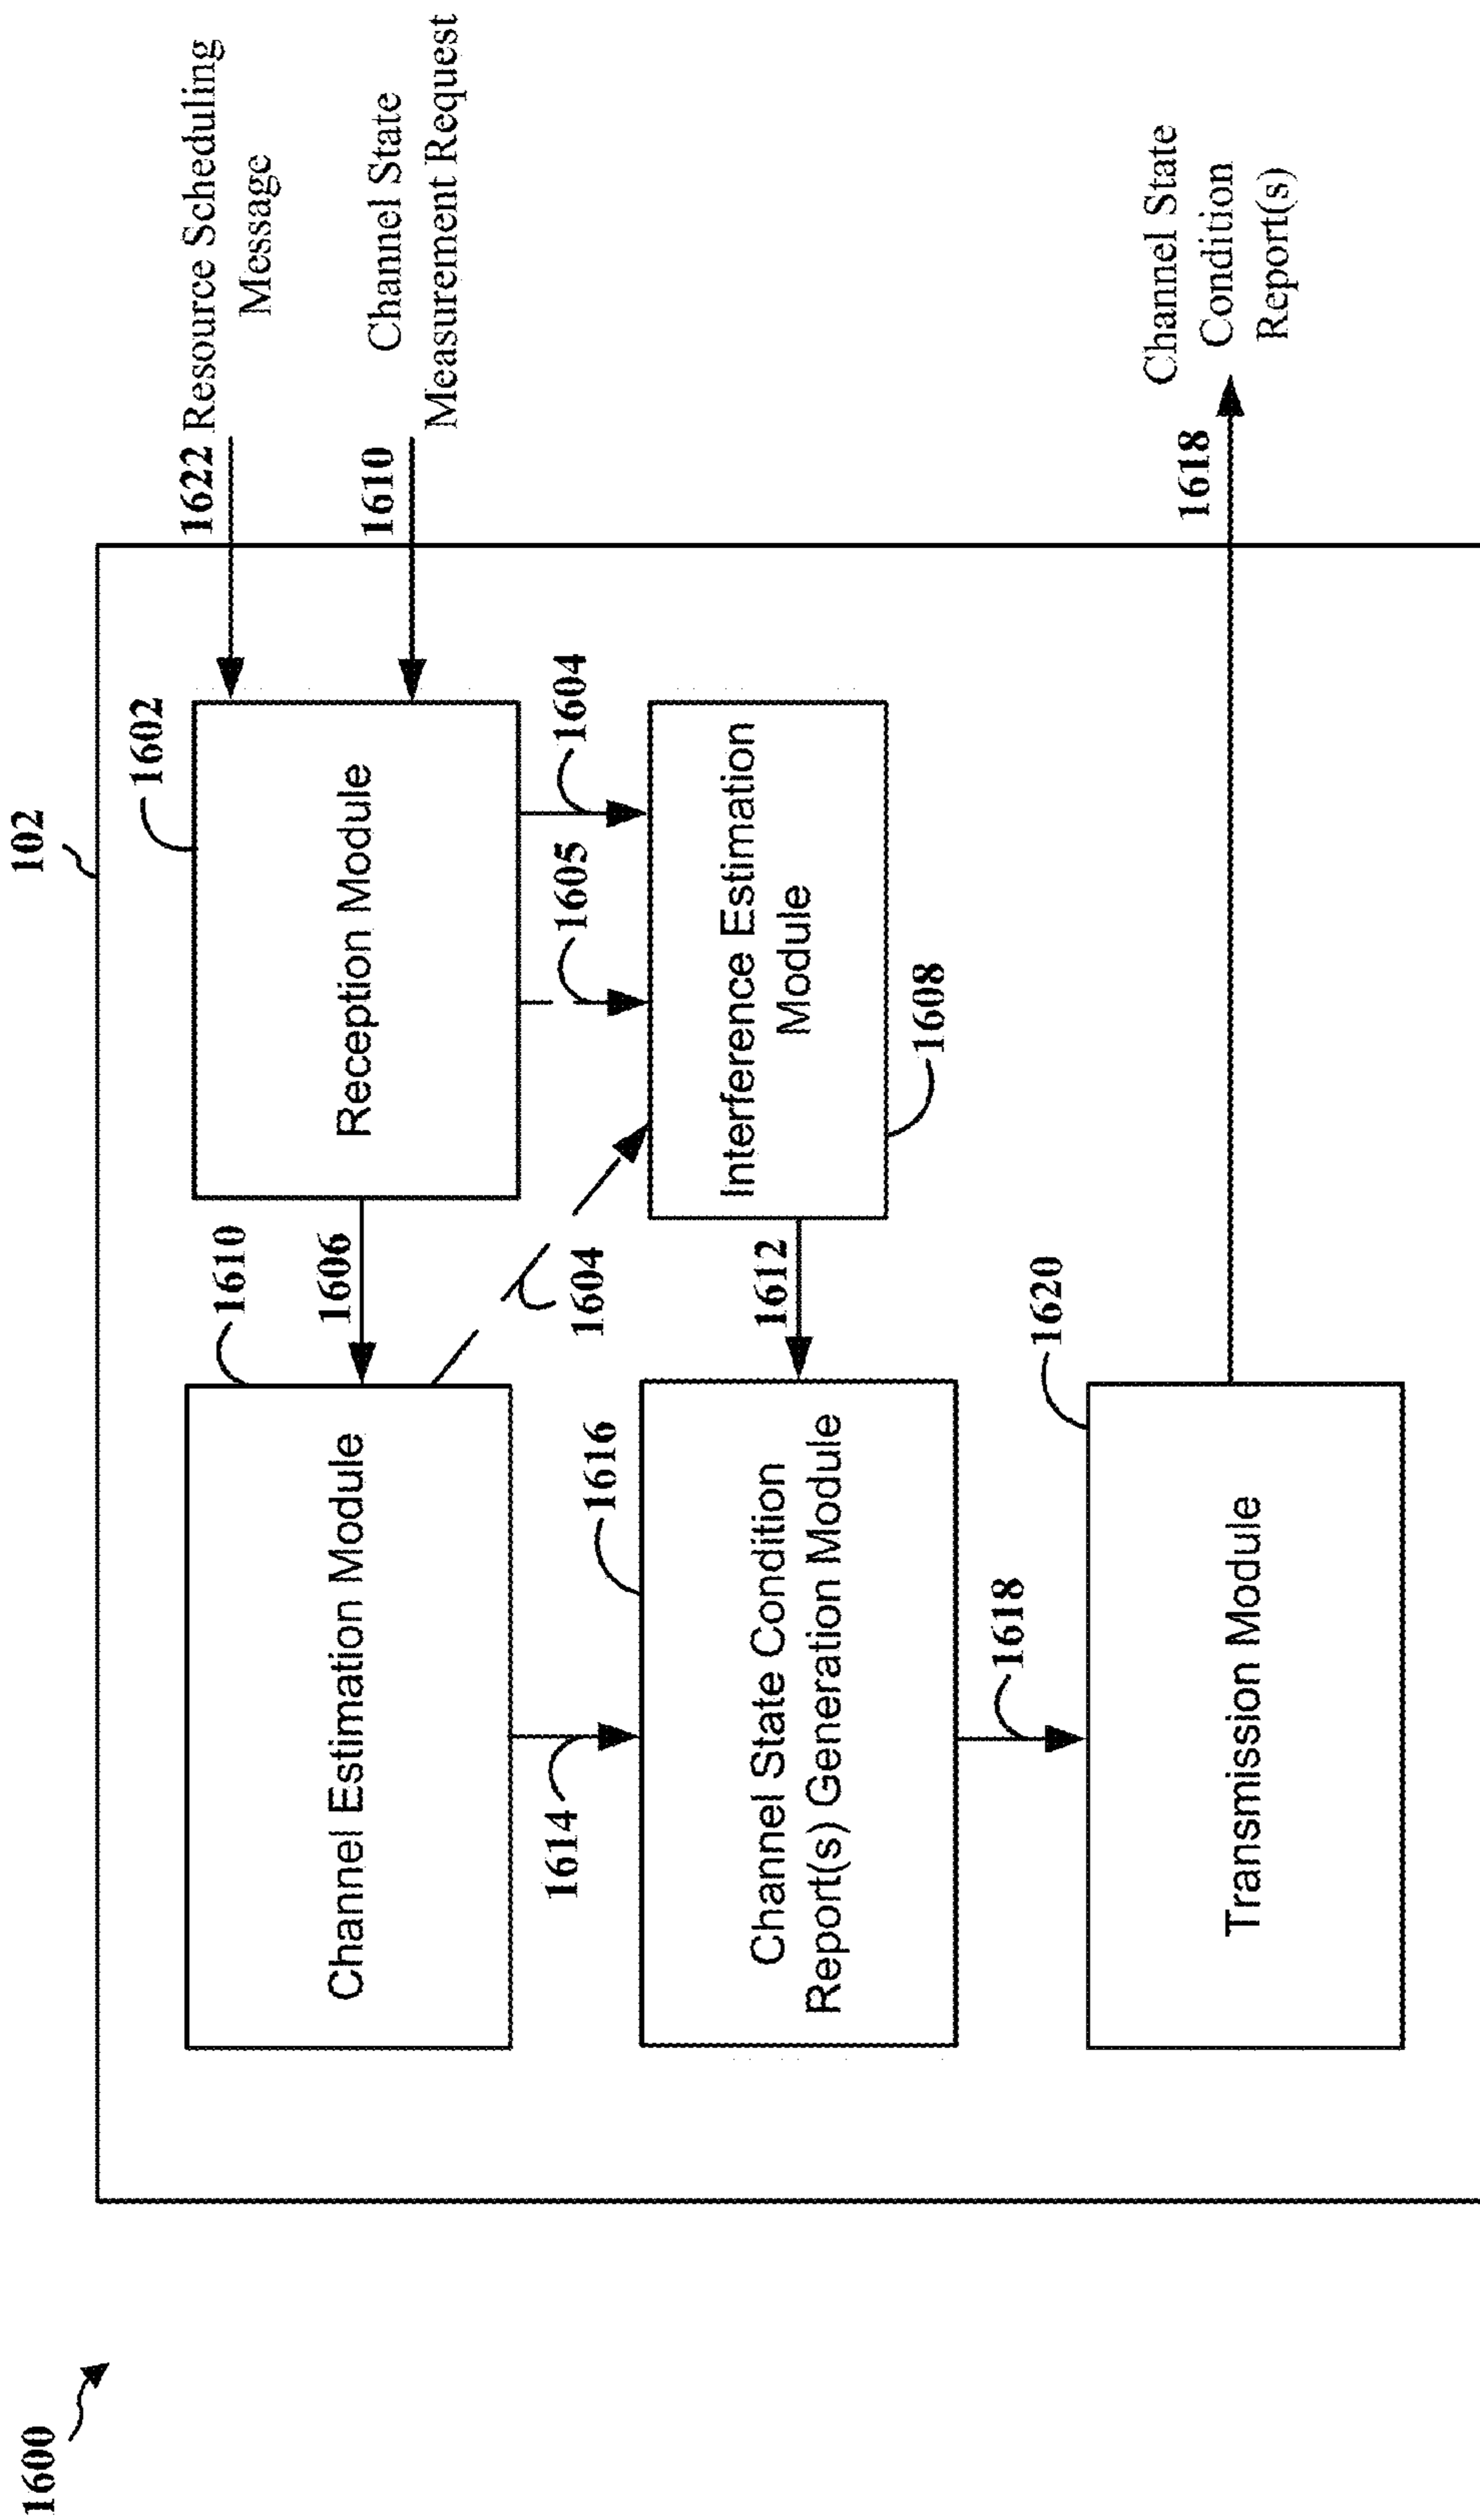 1600
102
1622 Resource Scheduling
Message
1610
Channel State
Measurement Request
1602
Reception Module
1610
Channel Estimation Module
1606
1604
1605
1604
Interference Estimation
Module
1608
1612
1614
1616
Channel State Condition
Report(s) Generation Module
1618
1620
Transmission Module
1618
Channel State
Condition
Report(s)